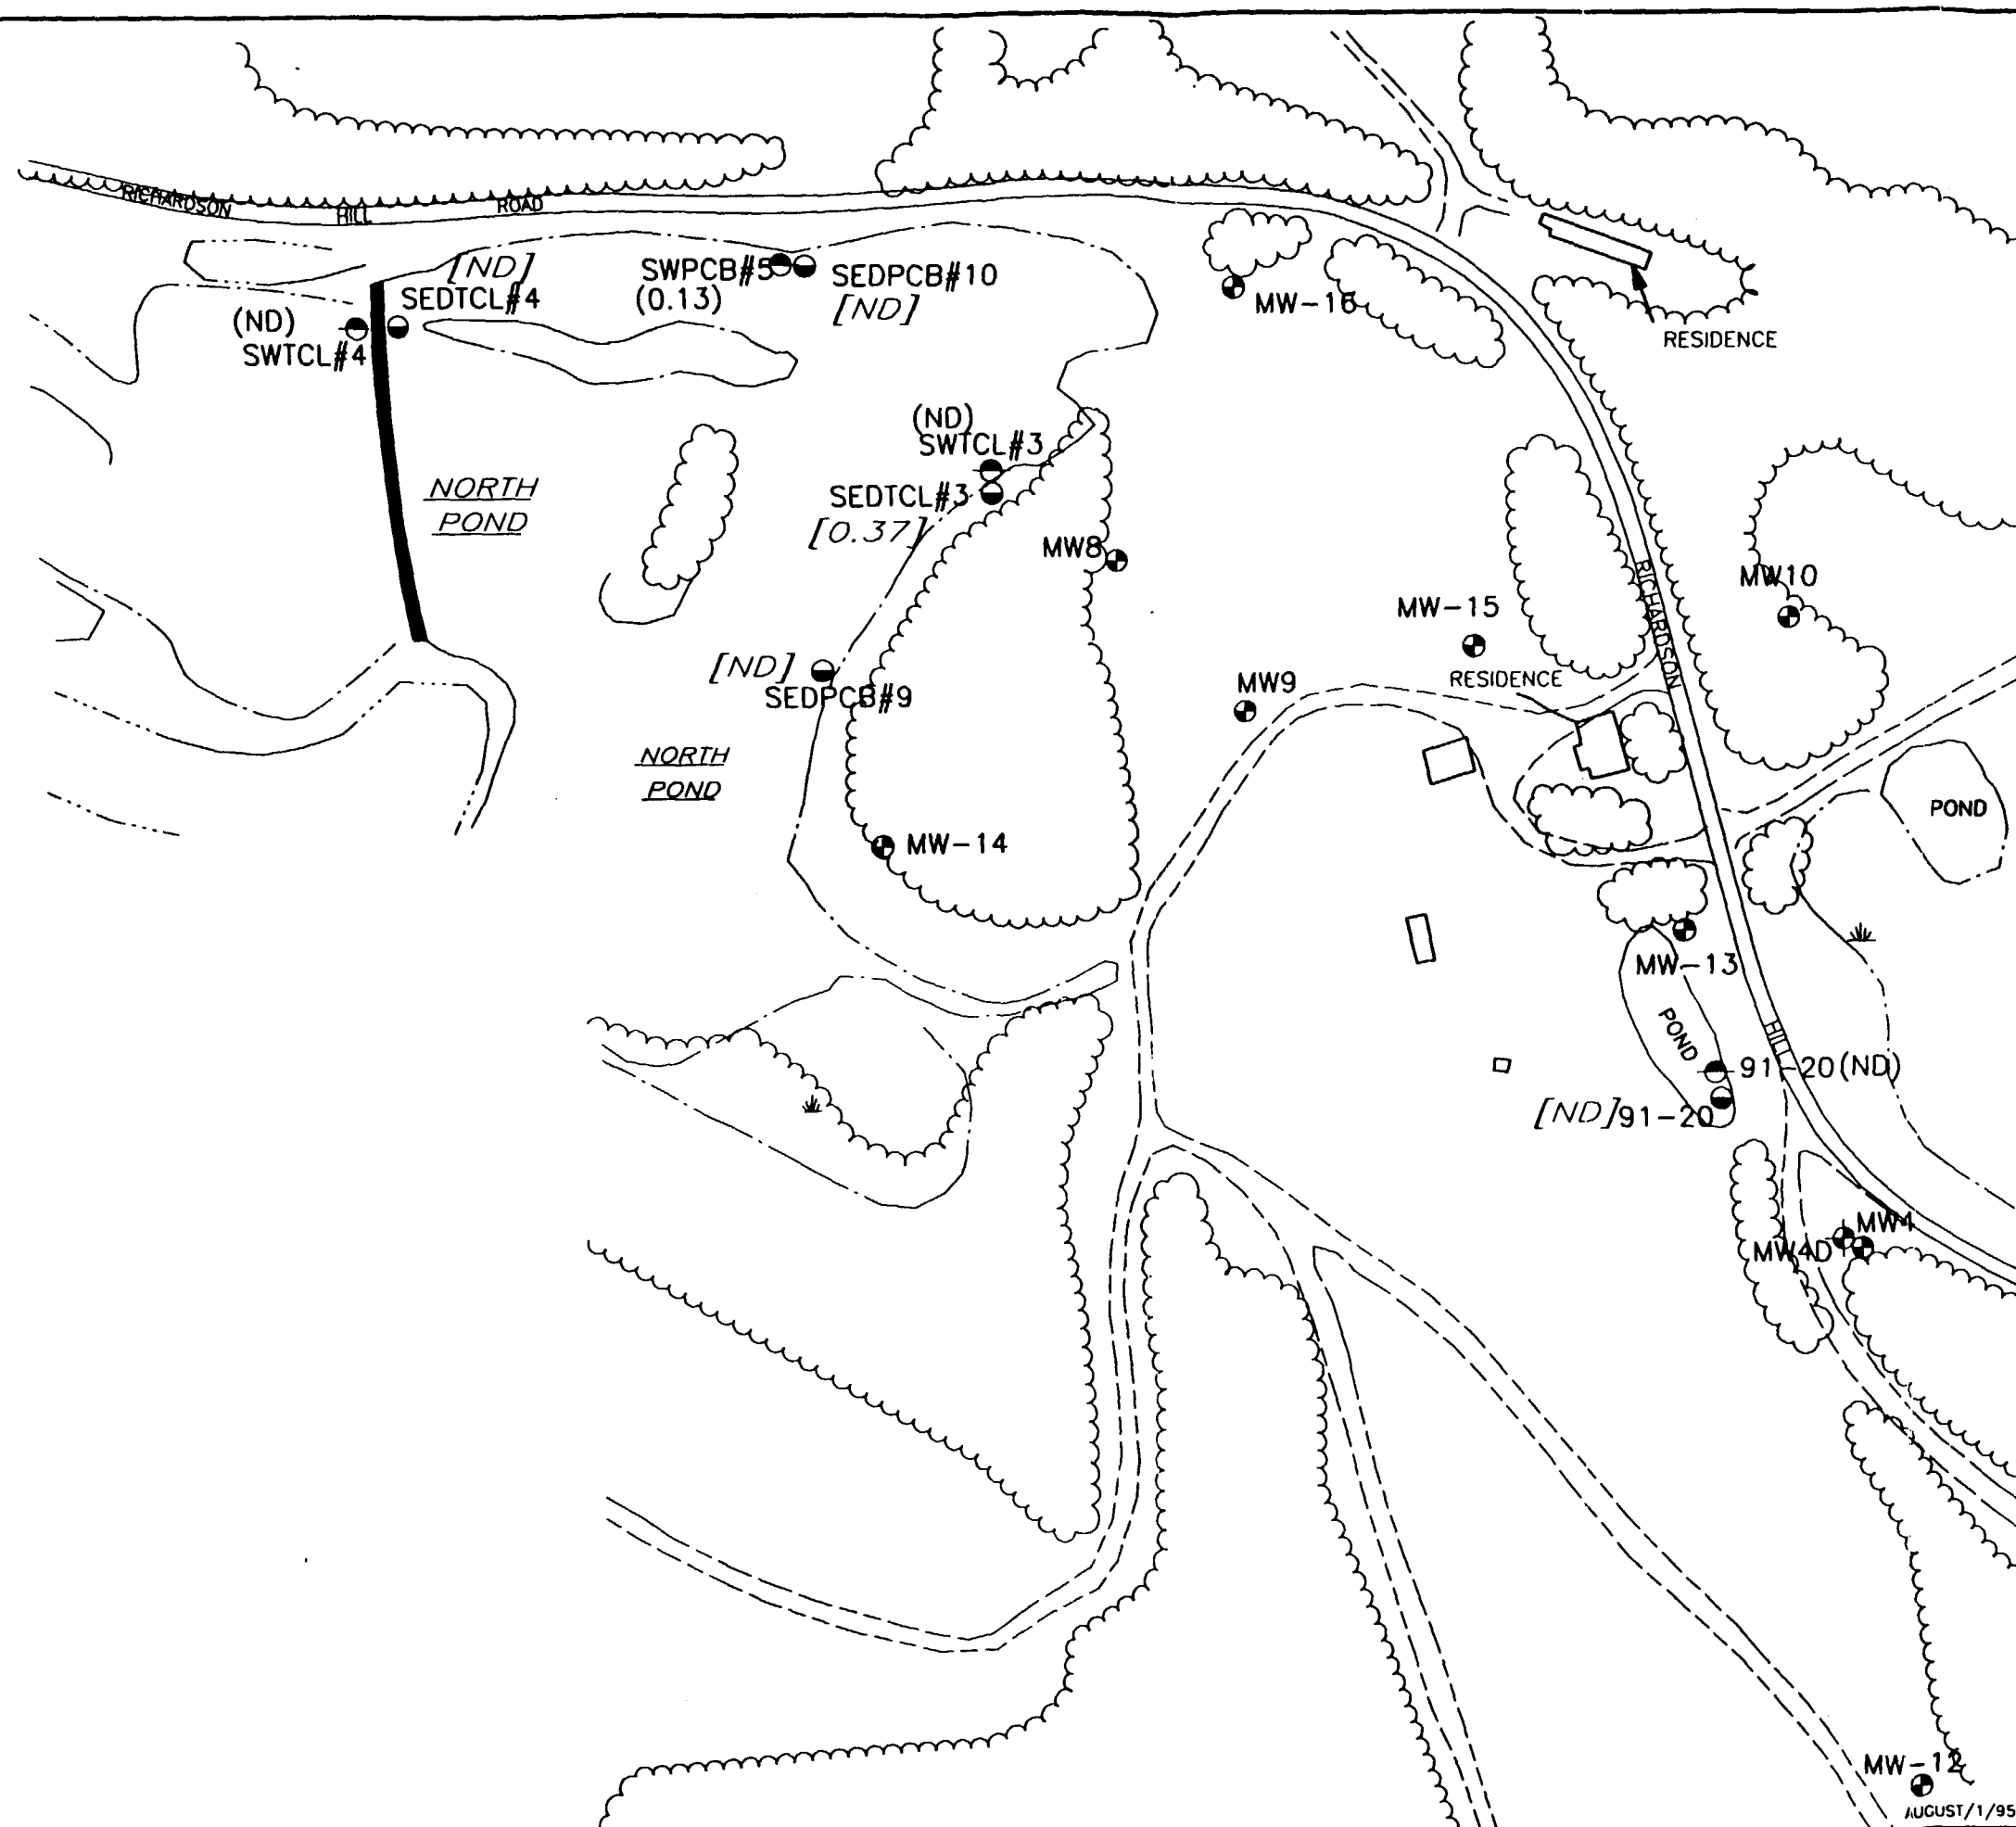 RICHARDSON HILL ROAD
[ND]
SEDTCL#4
(ND)
SWTCL#4
SWPCB#5
(0.13)
SEDPCB#10
[ND]
MW-16
RESIDENCE
(ND)
SWTCL#3
SEDTCL#3
[0.37]
NORTH
POND
MW8
MW-15
RESIDENCE
RICHARDSON
MW10
[ND]
SEDPCB#9
MW9
NORTH
POND
POND
MW-14
MW-13
POND
HILL
91-20(ND)
[ND]91-20
MW4
MW4D
MW-12
AUGUST/1/95